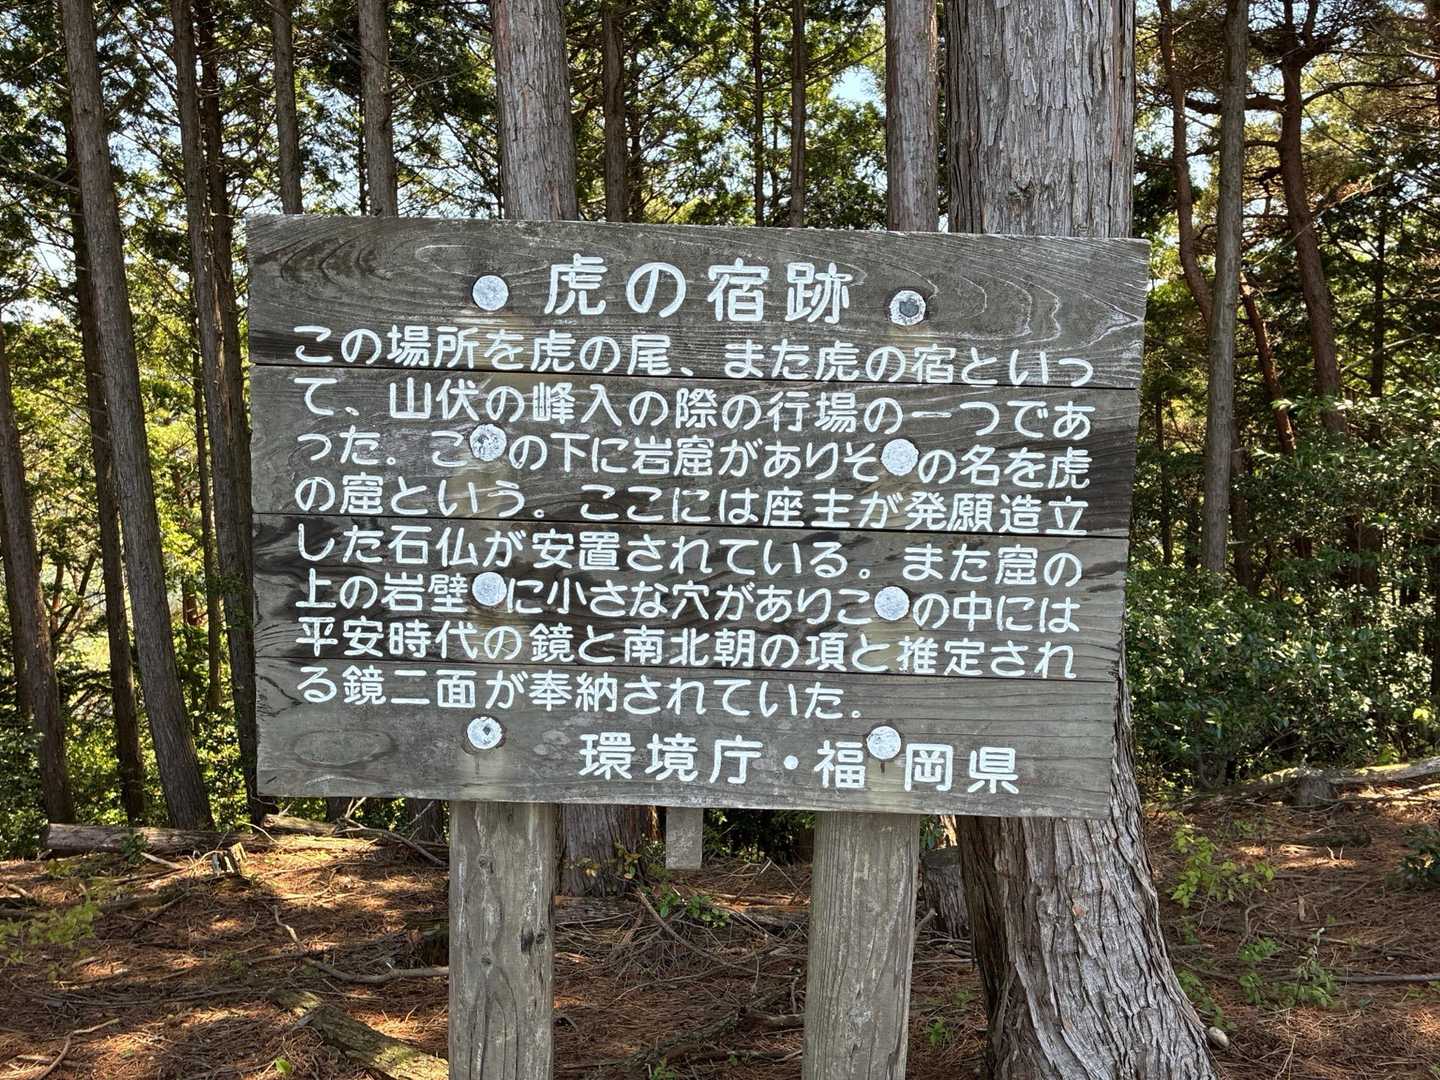 虎の宿跡
この場所を虎の尾、また虎の宿といっ
て、山伏の峰入の際の行場の一つであ
った。この下に岩窟がありその名を虎
の窟という。ここには座主が発願造立
した石仏が安置されている。また窟の
上の岩壁に小さな穴がありこの中には
平安時代の鏡と南北朝の項と推定され
る鏡二面が奉納されていた。
環境庁・福岡県